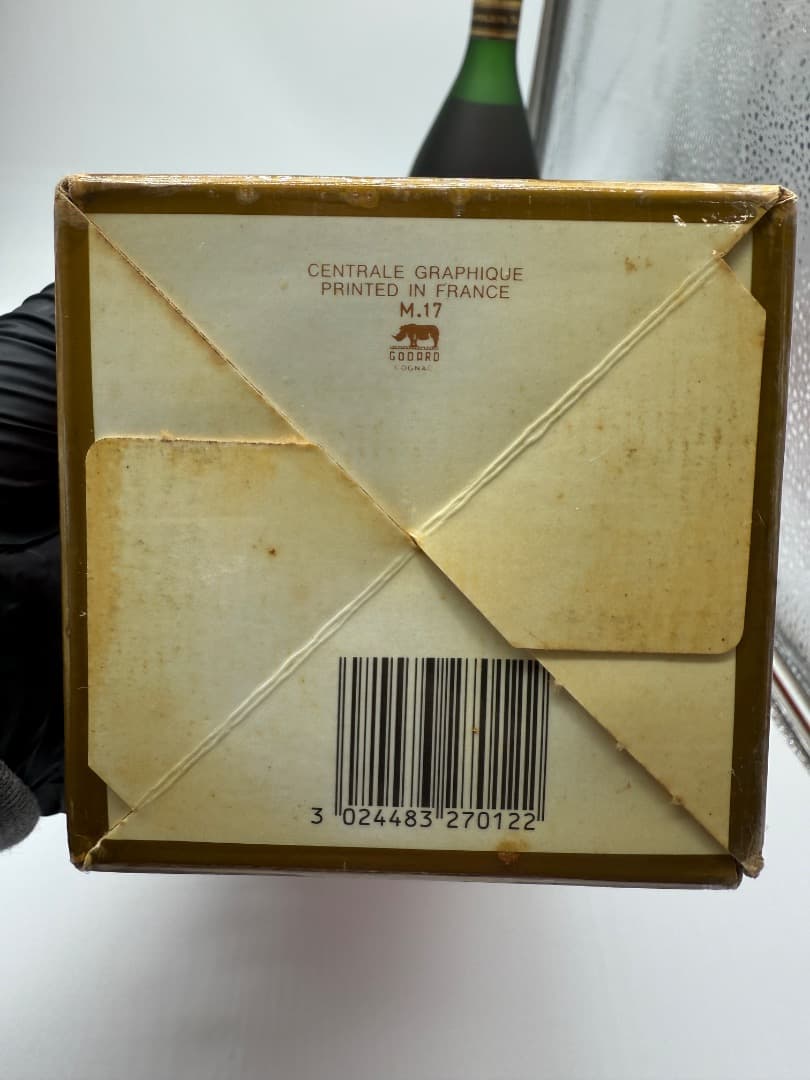 CENTRALE GRAPHIQUE
PRINTED IN FRANCE
M.17
GODARD
COGNAC
3 024483 270122